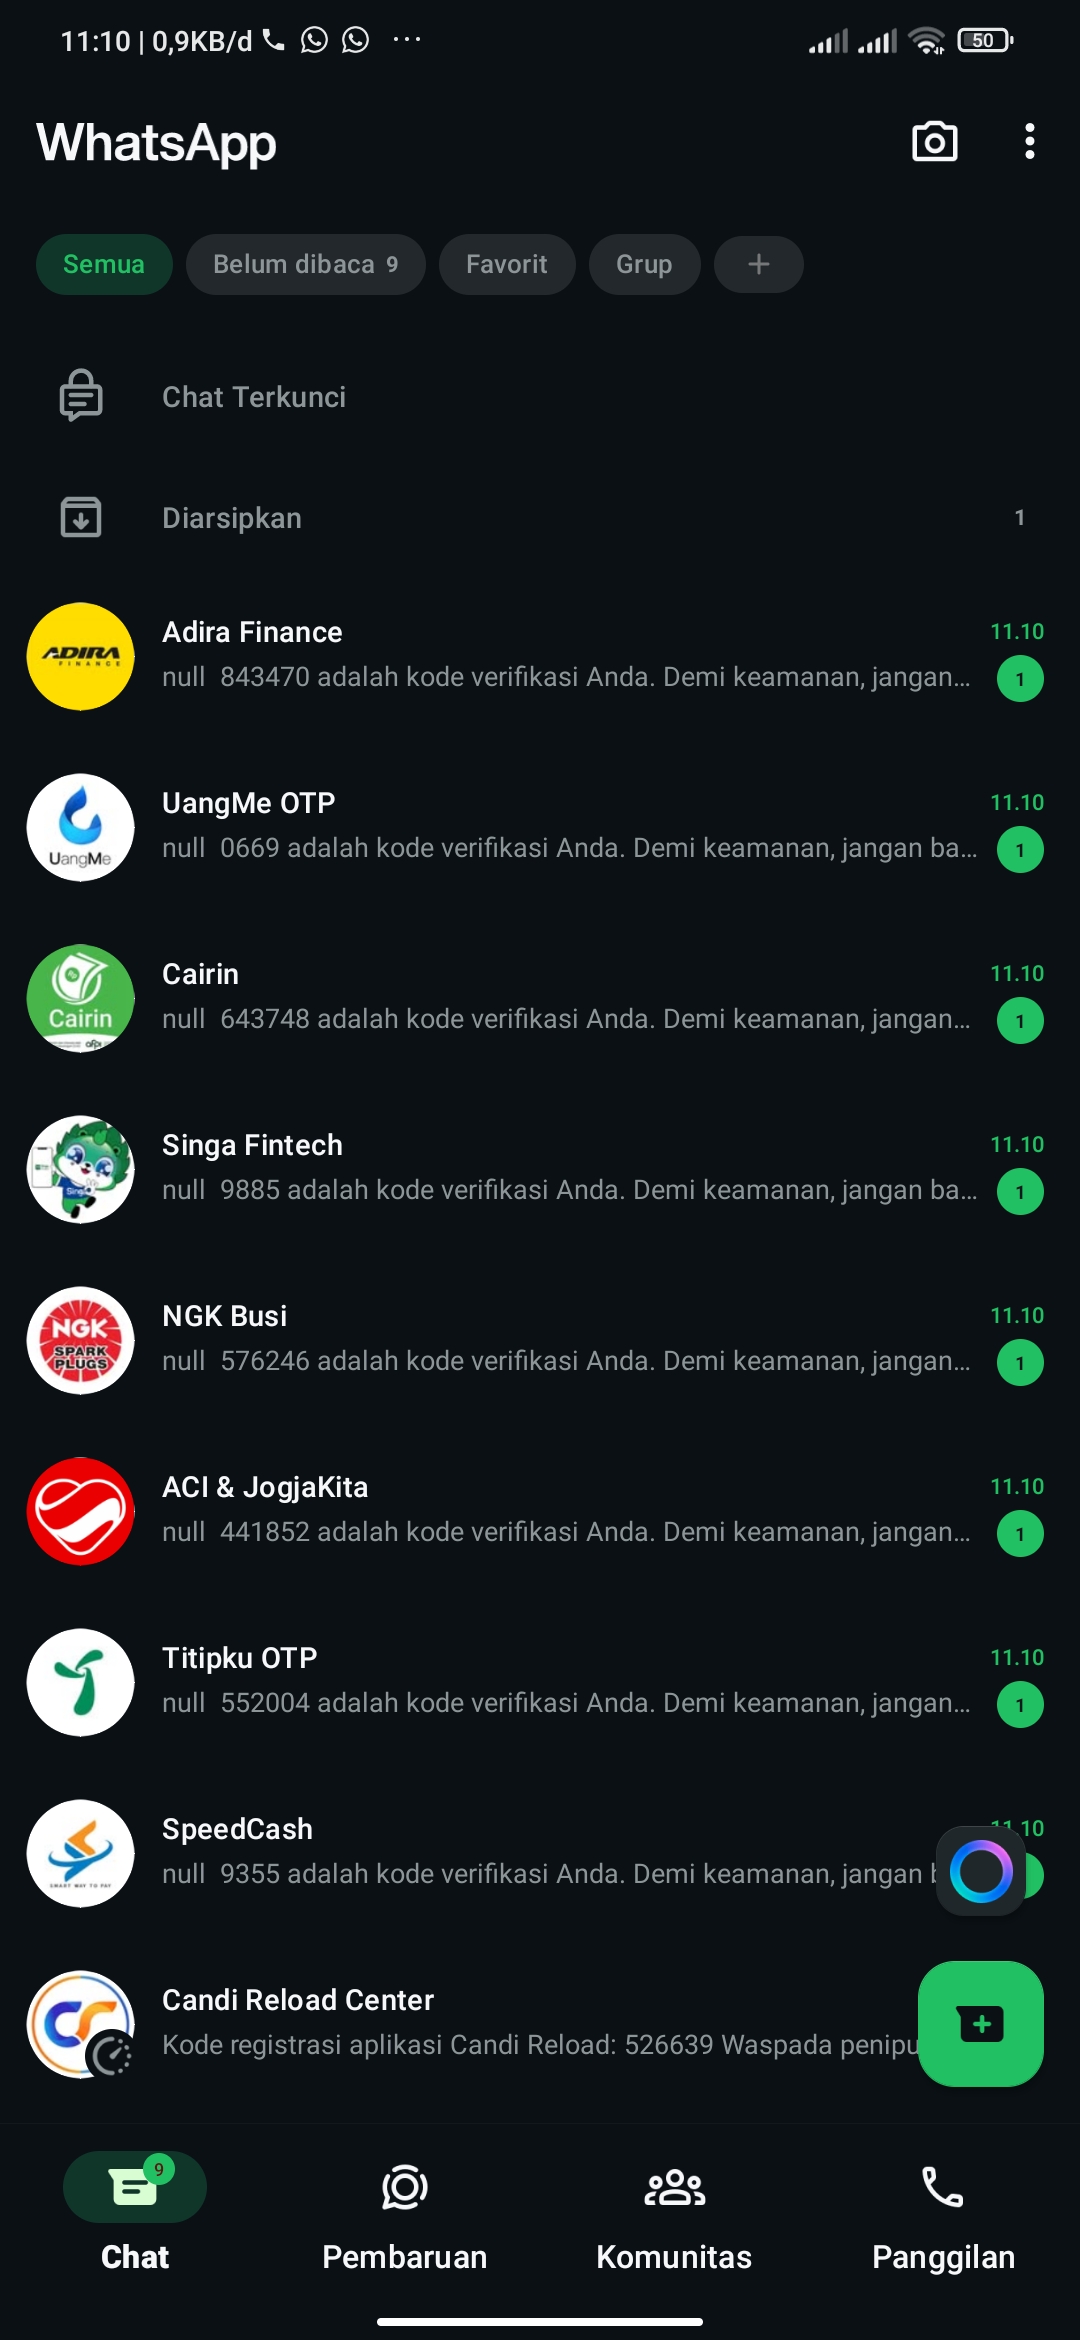 11:10 | 0,9KB/d
50
WhatsApp
Semua
Belum dibaca 9
Favorit
Grup
Chat Terkunci
Diarsipkan
1
ADIRA
FINANCE
Adira Finance
11.10
null 843470 adalah kode verifikasi Anda. Demi keamanan, jangan...
1
UangMe
UangMe OTP
11.10
null 0669 adalah kode verifikasi Anda. Demi keamanan, jangan ba...
1
Cairin
afpi
Cairin
11.10
null 643748 adalah kode verifikasi Anda. Demi keamanan, jangan...
1
Singa Fintech
11.10
null 9885 adalah kode verifikasi Anda. Demi keamanan, jangan ba...
1
NGK
SPARK
PLUGS
NGK Busi
11.10
null 576246 adalah kode verifikasi Anda. Demi keamanan, jangan...
1
ACI & JogjaKita
11.10
null 441852 adalah kode verifikasi Anda. Demi keamanan, jangan...
1
Titipku OTP
11.10
null 552004 adalah kode verifikasi Anda. Demi keamanan, jangan...
1
SMART WAY TO PAY
SpeedCash
11.10
null 9355 adalah kode verifikasi Anda. Demi keamanan, jangan
Candi Reload Center
Kode registrasi aplikasi Candi Reload: 526639 Waspada penipu
9
Chat
Pembaruan
Komunitas
Panggilan